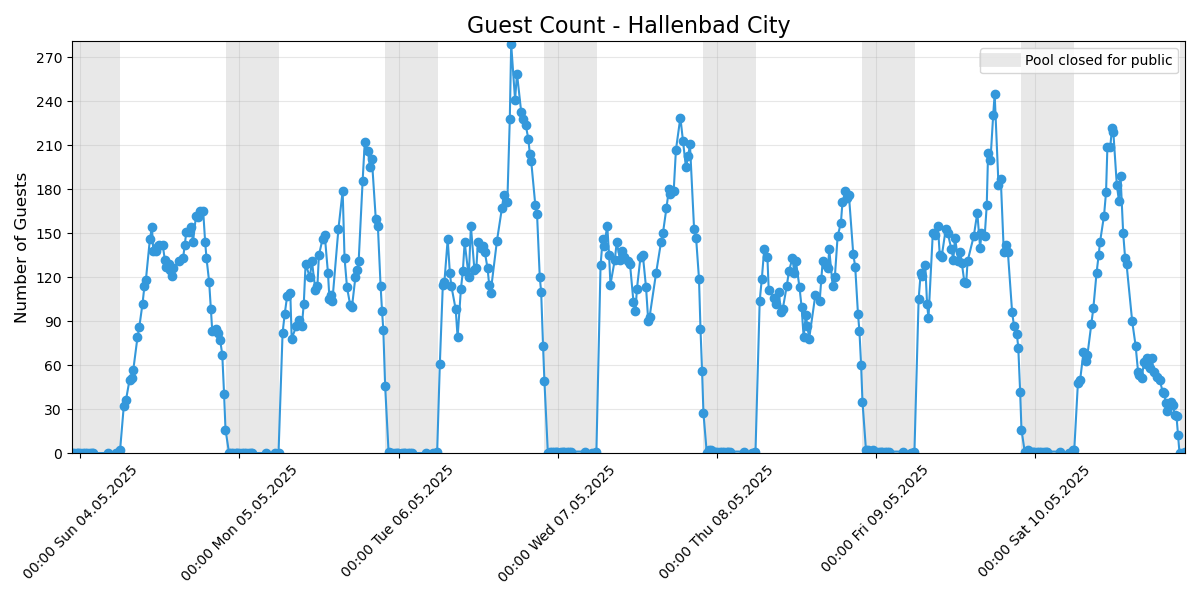 Guest Count - Hallenbad City
Pool closed for public
Number of Guests
270
240
210
180
150
120
90
60
30
0
00:00 Sun 04.05.2025
00:00 Mon 05.05.2025
00:00 Tue 06.05.2025
00:00 Wed 07.05.2025
00:00 Thu 08.05.2025
00:00 Fri 09.05.2025
00:00 Sat 10.05.2025